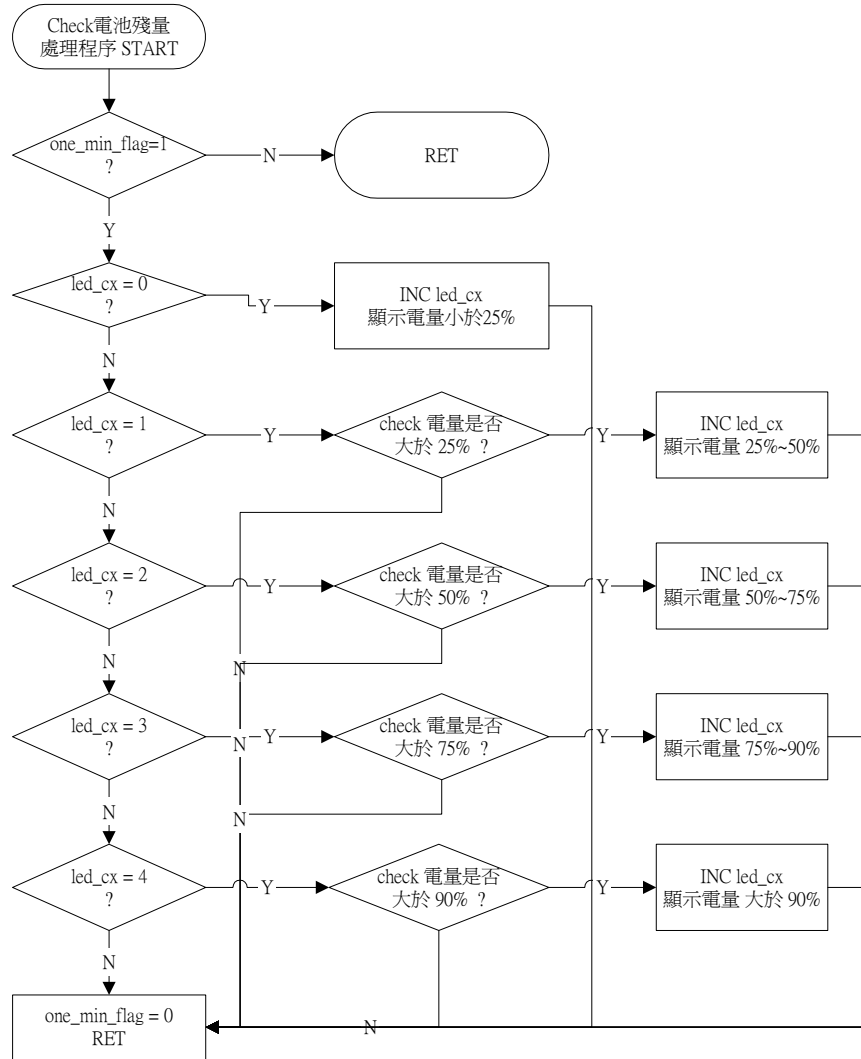 Check電池殘量
處理程序 START
one_min_flag=1
?
N
RET
Y
led_cx = 0
?
Y
INC led_cx
顯示電量小於25%
N
led_cx = 1
?
Y
check 電量是否
大於 25% ?
Y
INC led_cx
顯示電量 25%~50%
N
led_cx = 2
?
Y
check 電量是否
大於 50% ?
Y
INC led_cx
顯示電量 50%~75%
N
N
led_cx = 3
?
N
Y
check 電量是否
大於 75% ?
Y
INC led_cx
顯示電量 75%~90%
N
N
led_cx = 4
?
Y
check 電量是否
大於 90% ?
Y
INC led_cx
顯示電量 大於 90%
N
one_min_flag = 0
RET
N